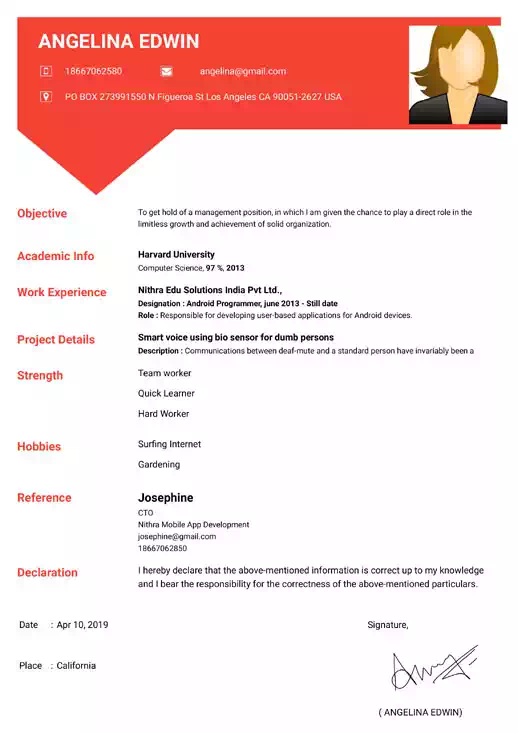 ANGELINA EDWIN
18667062580 angelina@gmail.com
PO BOX 273991550 N.Figueroa St Los Angeles CA 90051-2627 USA
Objective
To get hold of a management position, in which I am given the chance to play a direct role in the
limitless growth and achievement of solid organization.
Academic Info
Harvard University
Computer Science, 97 %, 2013
Work Experience
Nithra Edu Solutions India Pvt Ltd.,
Designation : Android Programmer, june 2013 - Still date
Role : Responsible for developing user-based applications for Android devices.
Project Details
Smart voice using bio sensor for dumb persons
Description : Communications between deaf-mute and a standard person have invariably been a
Strength
Team worker
Quick Learner
Hard Worker
Hobbies
Surfing Internet
Gardening
Reference
Josephine
CTO
Nithra Mobile App Development
josephine@gmail.com
18667062850
Declaration
I hereby declare that the above-mentioned information is correct up to my knowledge
and I bear the responsibility for the correctness of the above-mentioned particulars.
Date : Apr 10, 2019 Signature,
Place : California
( ANGELINA EDWIN)